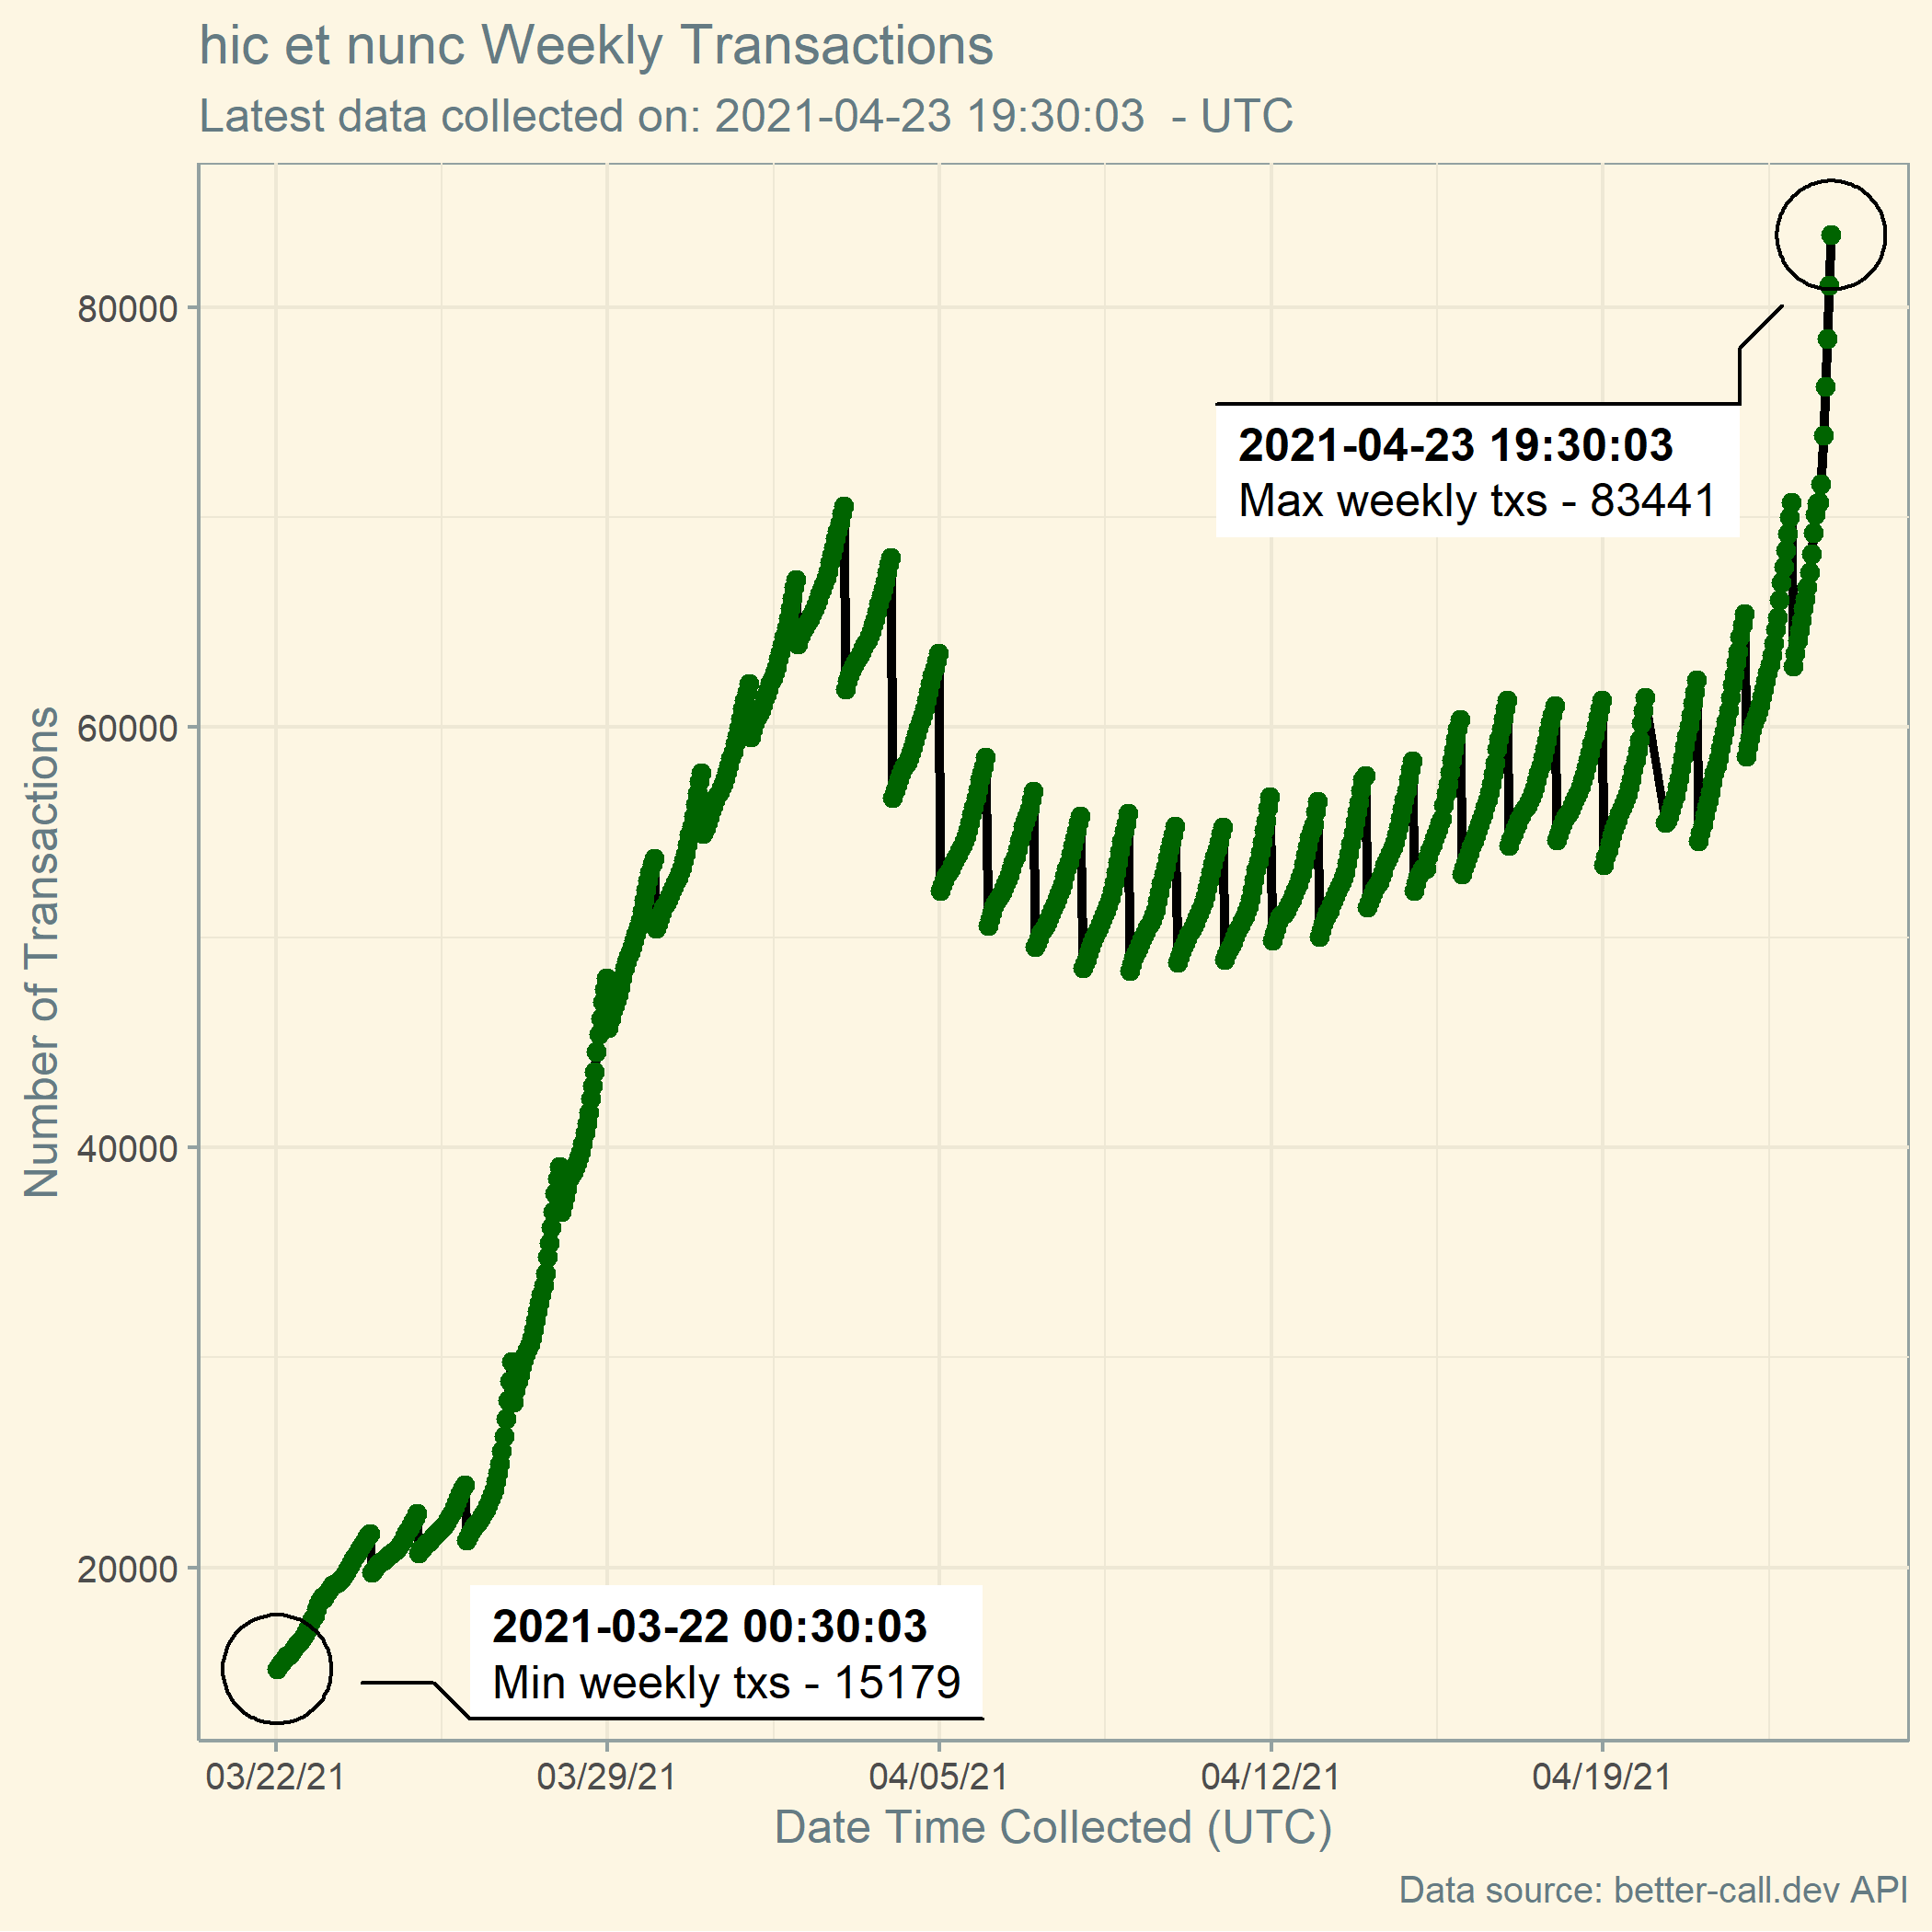 hic et nunc Weekly Transactions
Latest data collected on: 2021-04-23 19:30:03  - UTC
Number of Transactions
80000
60000
40000
20000
2021-04-23 19:30:03
Max weekly txs - 83441
2021-03-22 00:30:03
Min weekly txs - 15179
03/22/21
03/29/21
04/05/21
04/12/21
04/19/21
Date Time Collected (UTC)
Data source: better-call.dev API